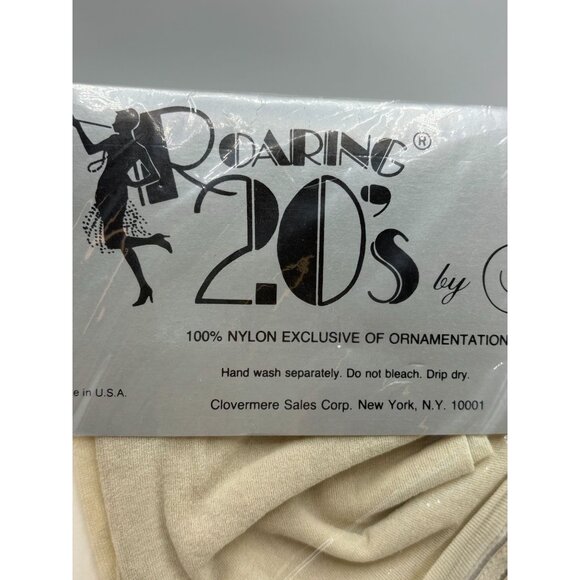 ROARING®
20's by
100% NYLON EXCLUSIVE OF ORNAMENTATION
Hand wash separately. Do not bleach. Drip dry.
e in U.S.A.
Clovermere Sales Corp. New York, N.Y. 10001